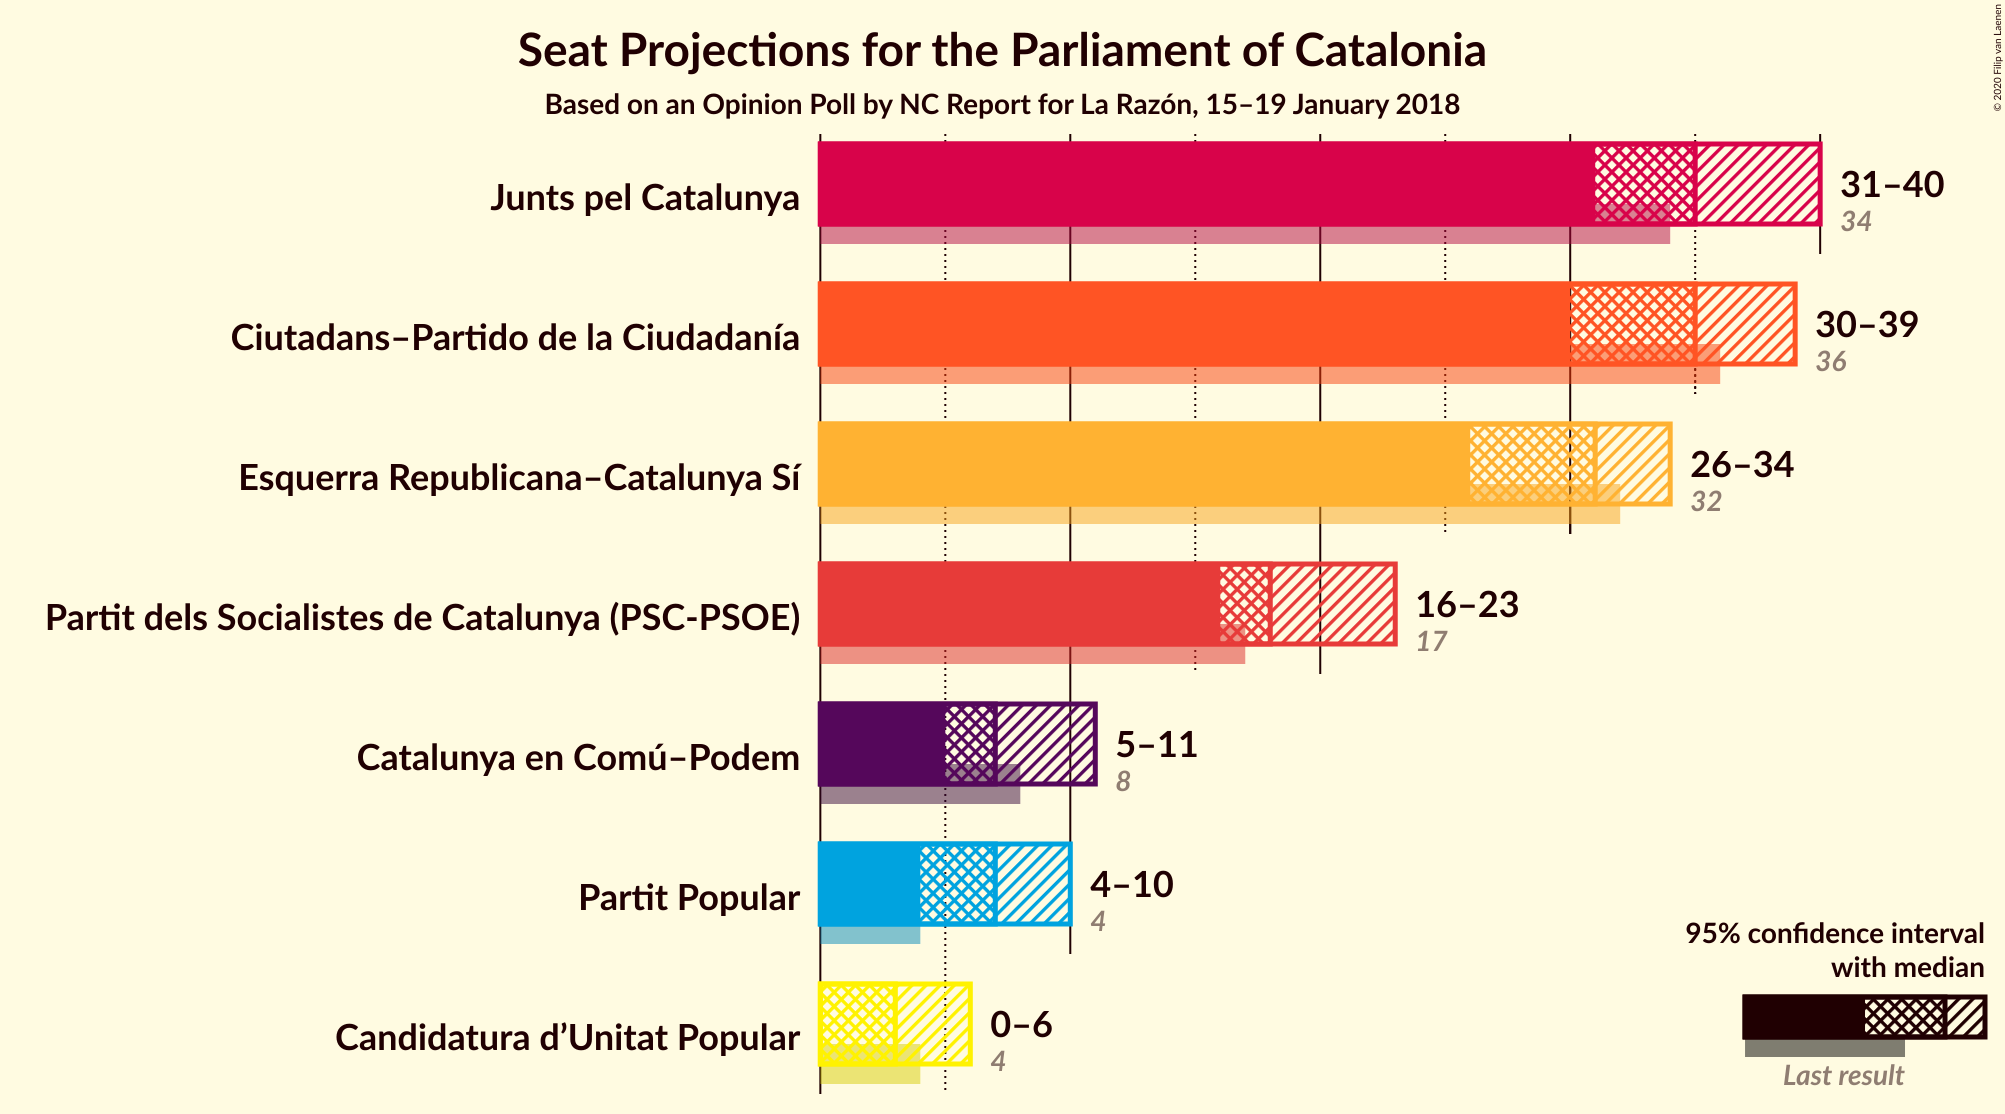 Seat Projections for the Parliament of Catalonia
Based on an Opinion Poll by NC Report for La Razón, 15–19 January 2018
© 2020 Filip van Laenen
Junts pel Catalunya
31–40
34
Ciutadans–Partido de la Ciudadanía
30–39
36
Esquerra Republicana–Catalunya Sí
26–34
32
Partit dels Socialistes de Catalunya (PSC-PSOE)
16–23
17
Catalunya en Comú–Podem
5–11
8
Partit Popular
4–10
4
Candidatura d’Unitat Popular
0–6
4
95% confidence interval
with median
Last result